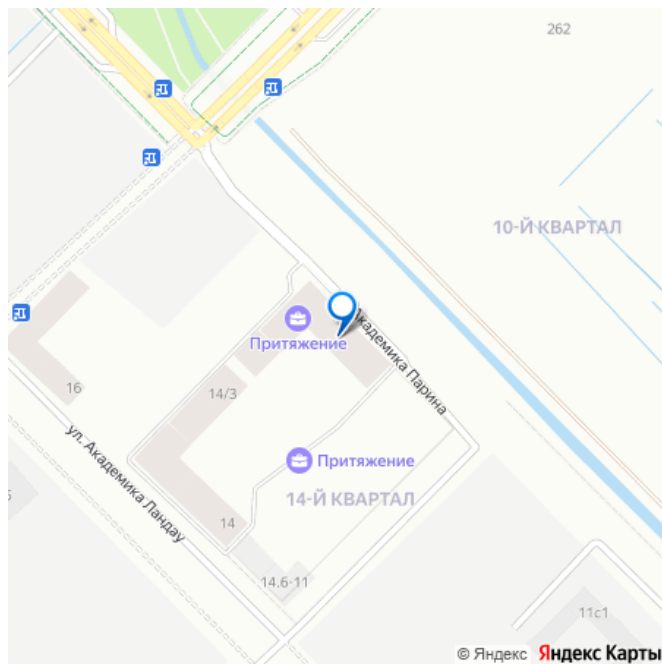 262
10-Й КВАРТАЛ
Академика Парина
Притяжение
14/3
16
ул. Академика Ландау
Притяжение
14-Й КВАРТАЛ
14
14.6-11
11с1
© Яндекс Яндекс Карты